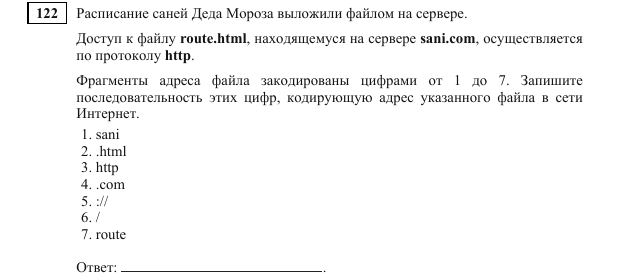 122 Расписание саней Деда Мороза выложили файлом на сервере.
Доступ к файлу route.html, находящемуся на сервере sani.com, осуществляется
по протоколу http.
Фрагменты адреса файла закодированы цифрами от 1 до 7. Запишите
последовательность этих цифр, кодирующую адрес указанного файла в сети
Интернет.
1. sani
2. .html
3. http
4. .com
5. ://
6. /
7. route
Ответ: ______________________________.